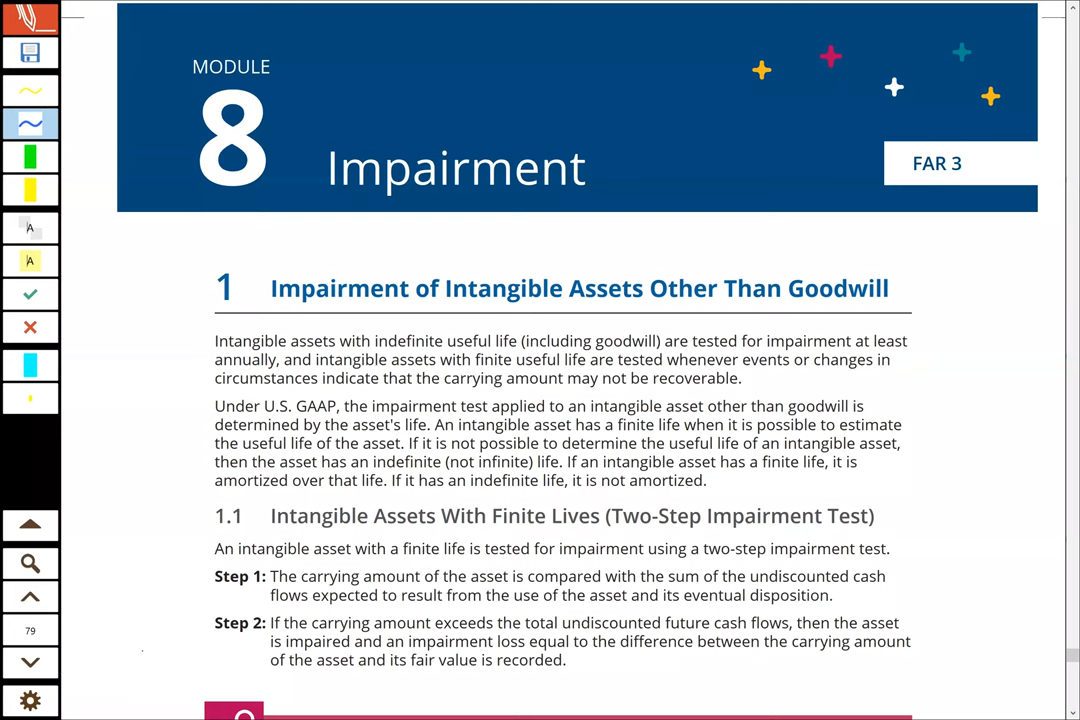 MODULE
8
Impairment
FAR 3
1 Impairment of Intangible Assets Other Than Goodwill
Intangible assets with indefinite useful life (including goodwill) are tested for impairment at least
annually, and intangible assets with finite useful life are tested whenever events or changes in
circumstances indicate that the carrying amount may not be recoverable.
Under U.S. GAAP, the impairment test applied to an intangible asset other than goodwill is
determined by the asset's life. An intangible asset has a finite life when it is possible to estimate
the useful life of the asset. If it is not possible to determine the useful life of an intangible asset,
then the asset has an indefinite (not infinite) life. If an intangible asset has a finite life, it is
amortized over that life. If it has an indefinite life, it is not amortized.
1.1 Intangible Assets With Finite Lives (Two-Step Impairment Test)
An intangible asset with a finite life is tested for impairment using a two-step impairment test.
Step 1: The carrying amount of the asset is compared with the sum of the undiscounted cash
flows expected to result from the use of the asset and its eventual disposition.
Step 2: If the carrying amount exceeds the total undiscounted future cash flows, then the asset
is impaired and an impairment loss equal to the difference between the carrying amount
of the asset and its fair value is recorded.
A
A
79